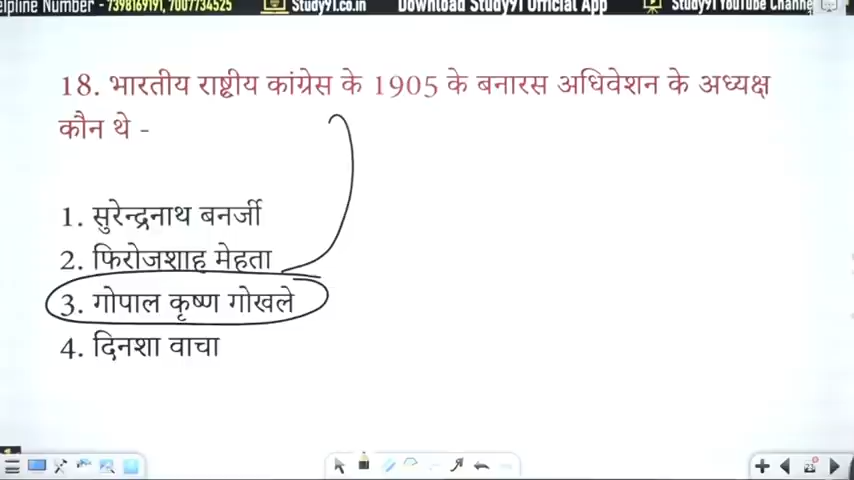 elpline Number - 7398169191, 7007734525 Study91.co.in Download Study91 Official App Study91 YouTube Channe
18. भारतीय राष्ट्रीय कांग्रेस के 1905 के बनारस अधिवेशन के अध्यक्ष
कौन थे -
1. सुरेन्द्रनाथ बनर्जी
2. फिरोजशाह मेहता
3. गोपाल कृष्ण गोखले
4. दिनशा वाचा